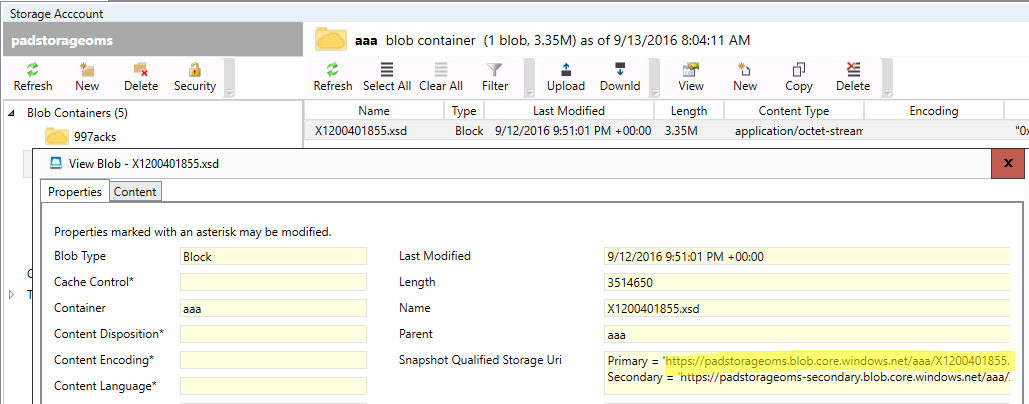 Storage Acccount
padstorageoms
aaa blob container (1 blob, 3.35M) as of 9/13/2016 8:04:11 AM
Refresh New Delete Security
Refresh Select All Clear All Filter Upload Downld View New Copy Delete
Blob Containers (5)
997acks
Name Type Last Modified Length Content Type Encoding
X1200401855.xsd Block 9/12/2016 9:51:01 PM +00:00 3.35M application/octet-stream "0x
View Blob - X1200401855.xsd
x
Properties Content
Properties marked with an asterisk may be modified.
Blob Type Block Last Modified 9/12/2016 9:51:01 PM +00:00
Cache Control* Length 3514650
Container aaa Name X1200401855.xsd
Content Disposition* Parent aaa
Content Encoding* Snapshot Qualified Storage Uri Primary = 'https://padstorageoms.blob.core.windows.net/aaa/X1200401855.
Secondary = 'https://padstorageoms-secondary.blob.core.windows.net/aaa/
Content Language*